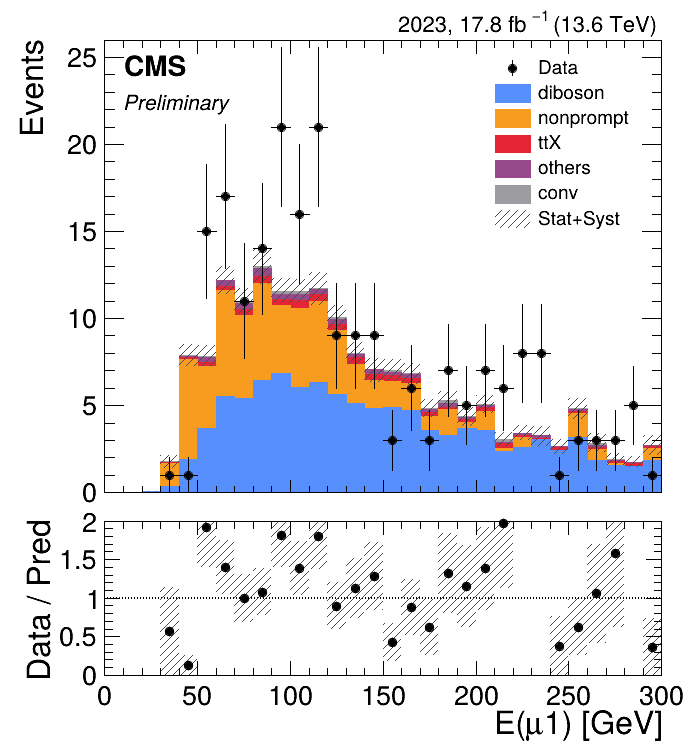 2023, 17.8 fb⁻¹ (13.6 TeV)
CMS
Preliminary
Data
diboson
nonprompt
ttX
others
conv
Stat+Syst
Events
25
20
15
10
5
0
Data / Pred
2
1.5
1
0.5
0
0 50 100 150 200 250 300
E(μ1) [GeV]